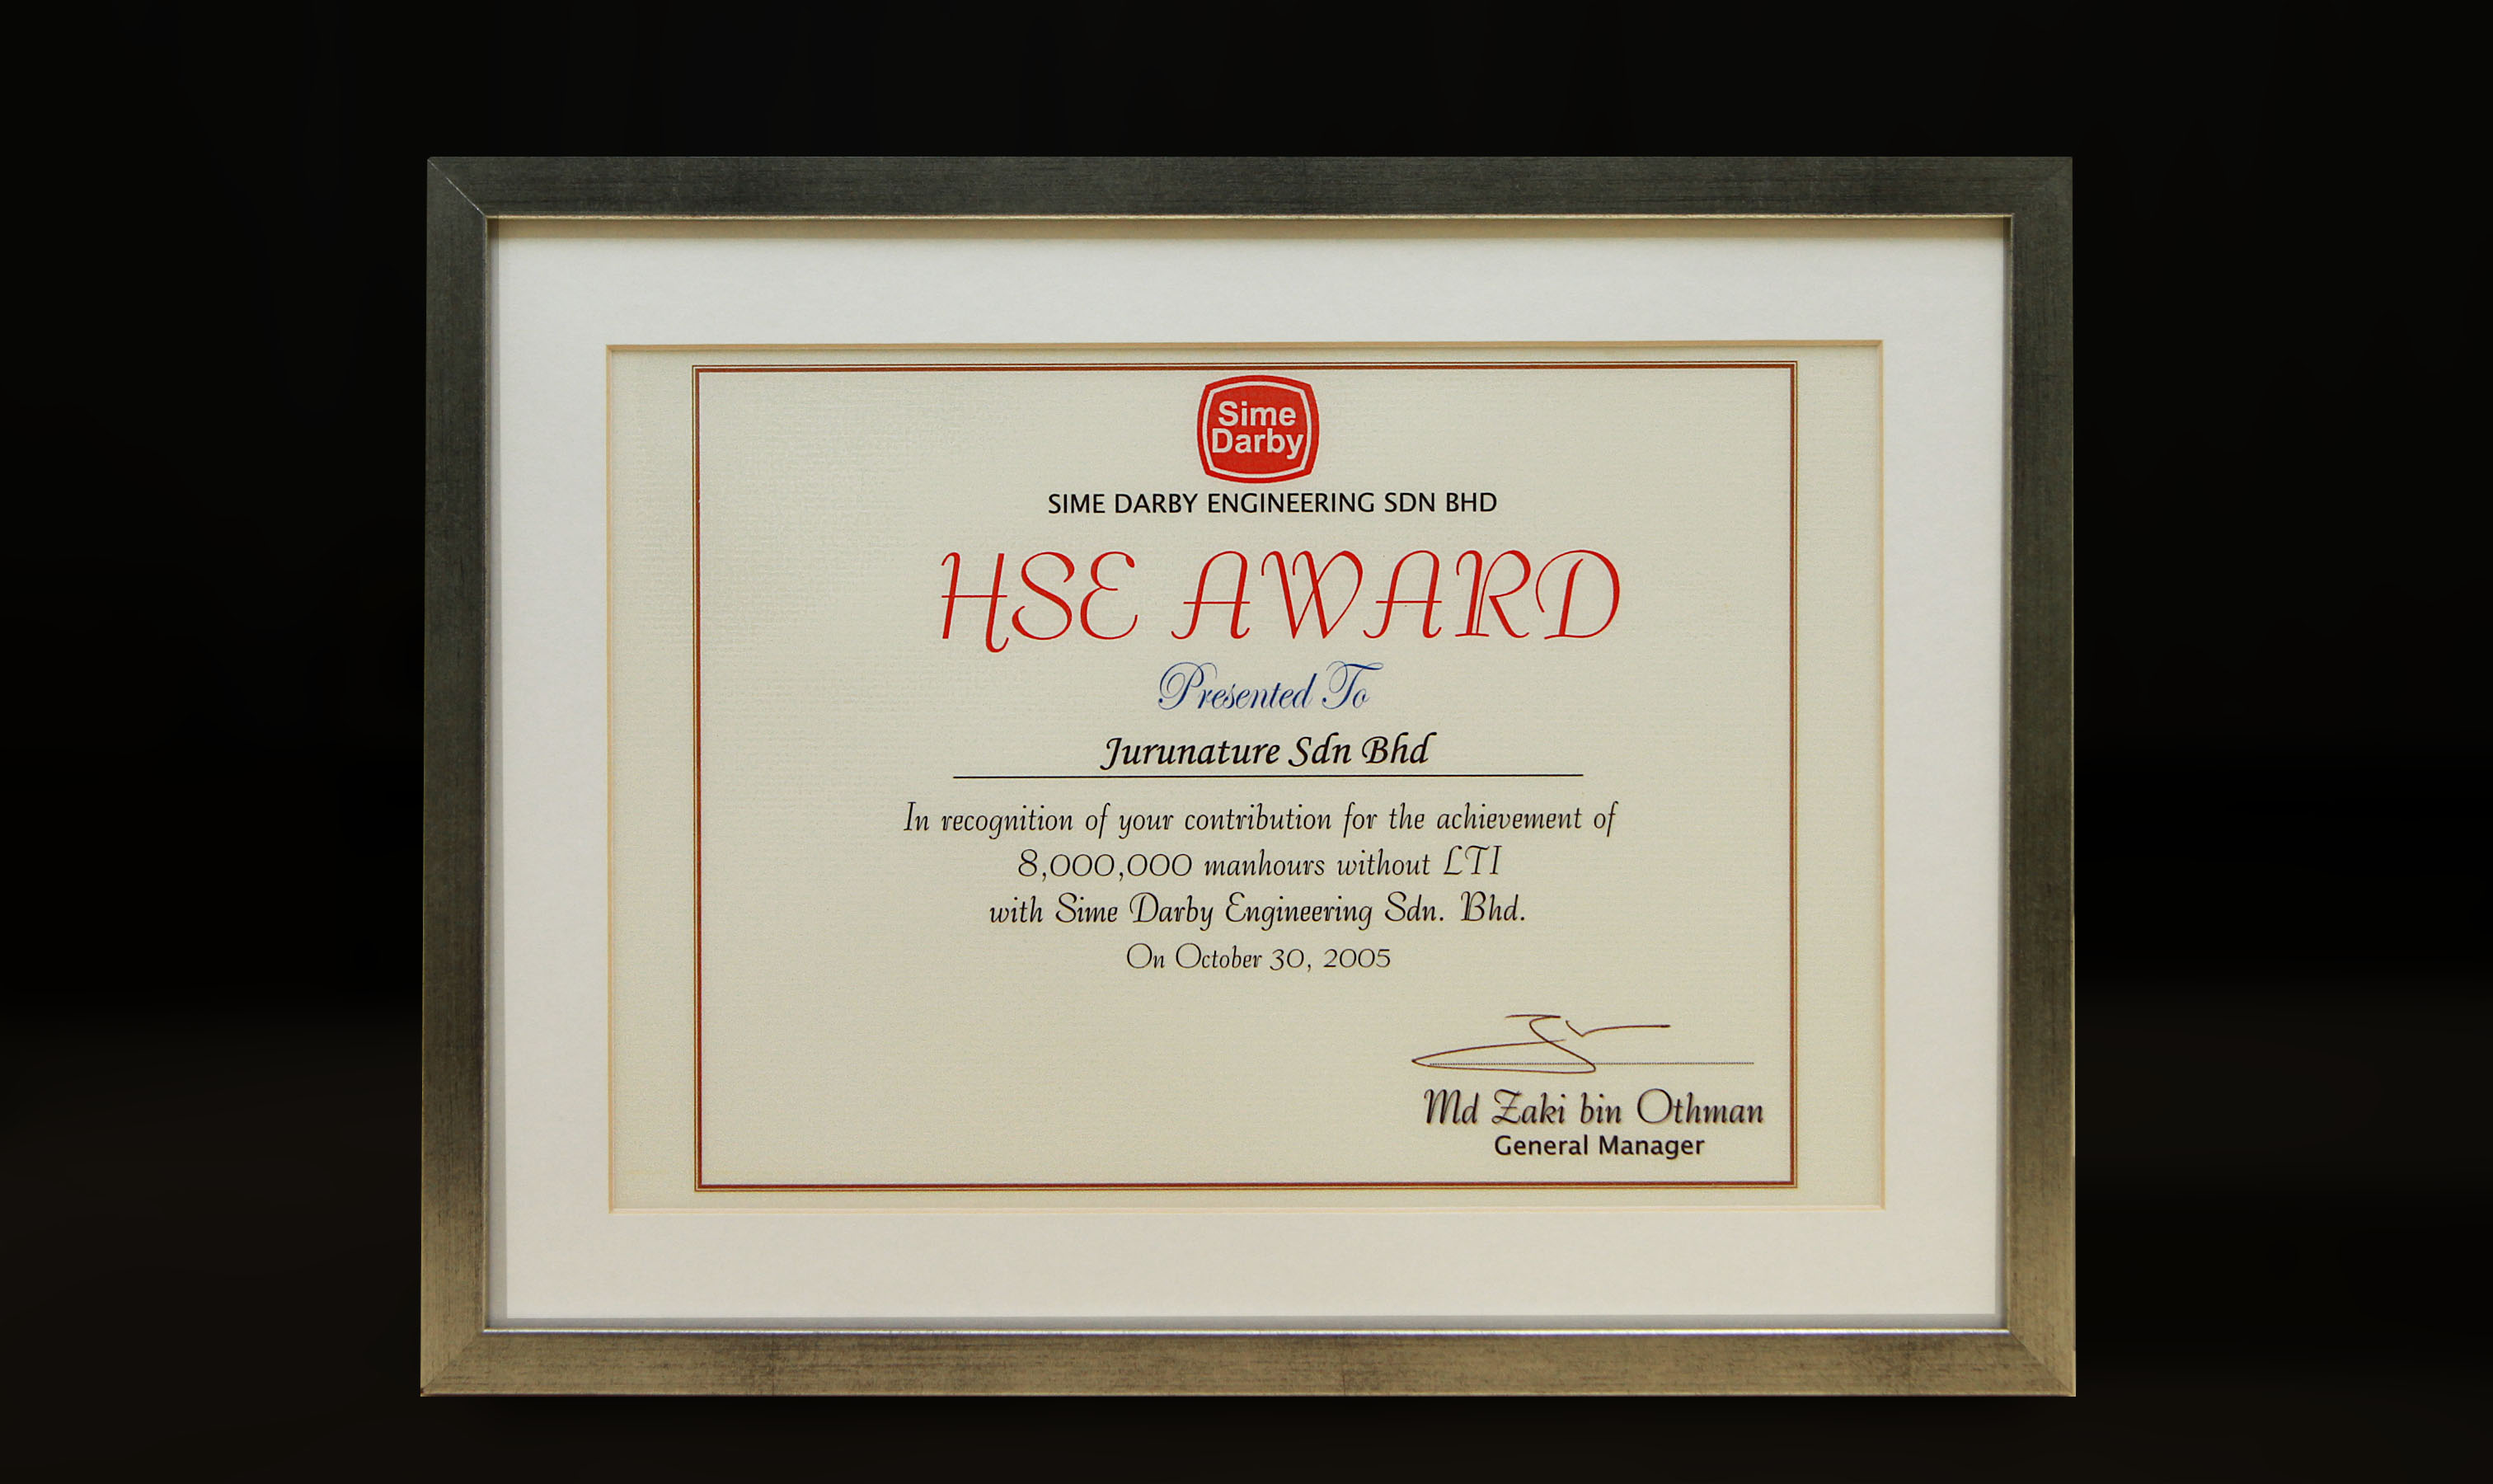 Sime
Darby
SIME DARBY ENGINEERING SDN BHD
HSE AWARD
Presented To
Jurunature Sdn Bhd
In recognition of your contribution for the achievement of
8,000,000 manhours without LTI
with Sime Darby Engineering Sdn. Bhd.
On October 30, 2005
Md Zaki bin Othman
General Manager